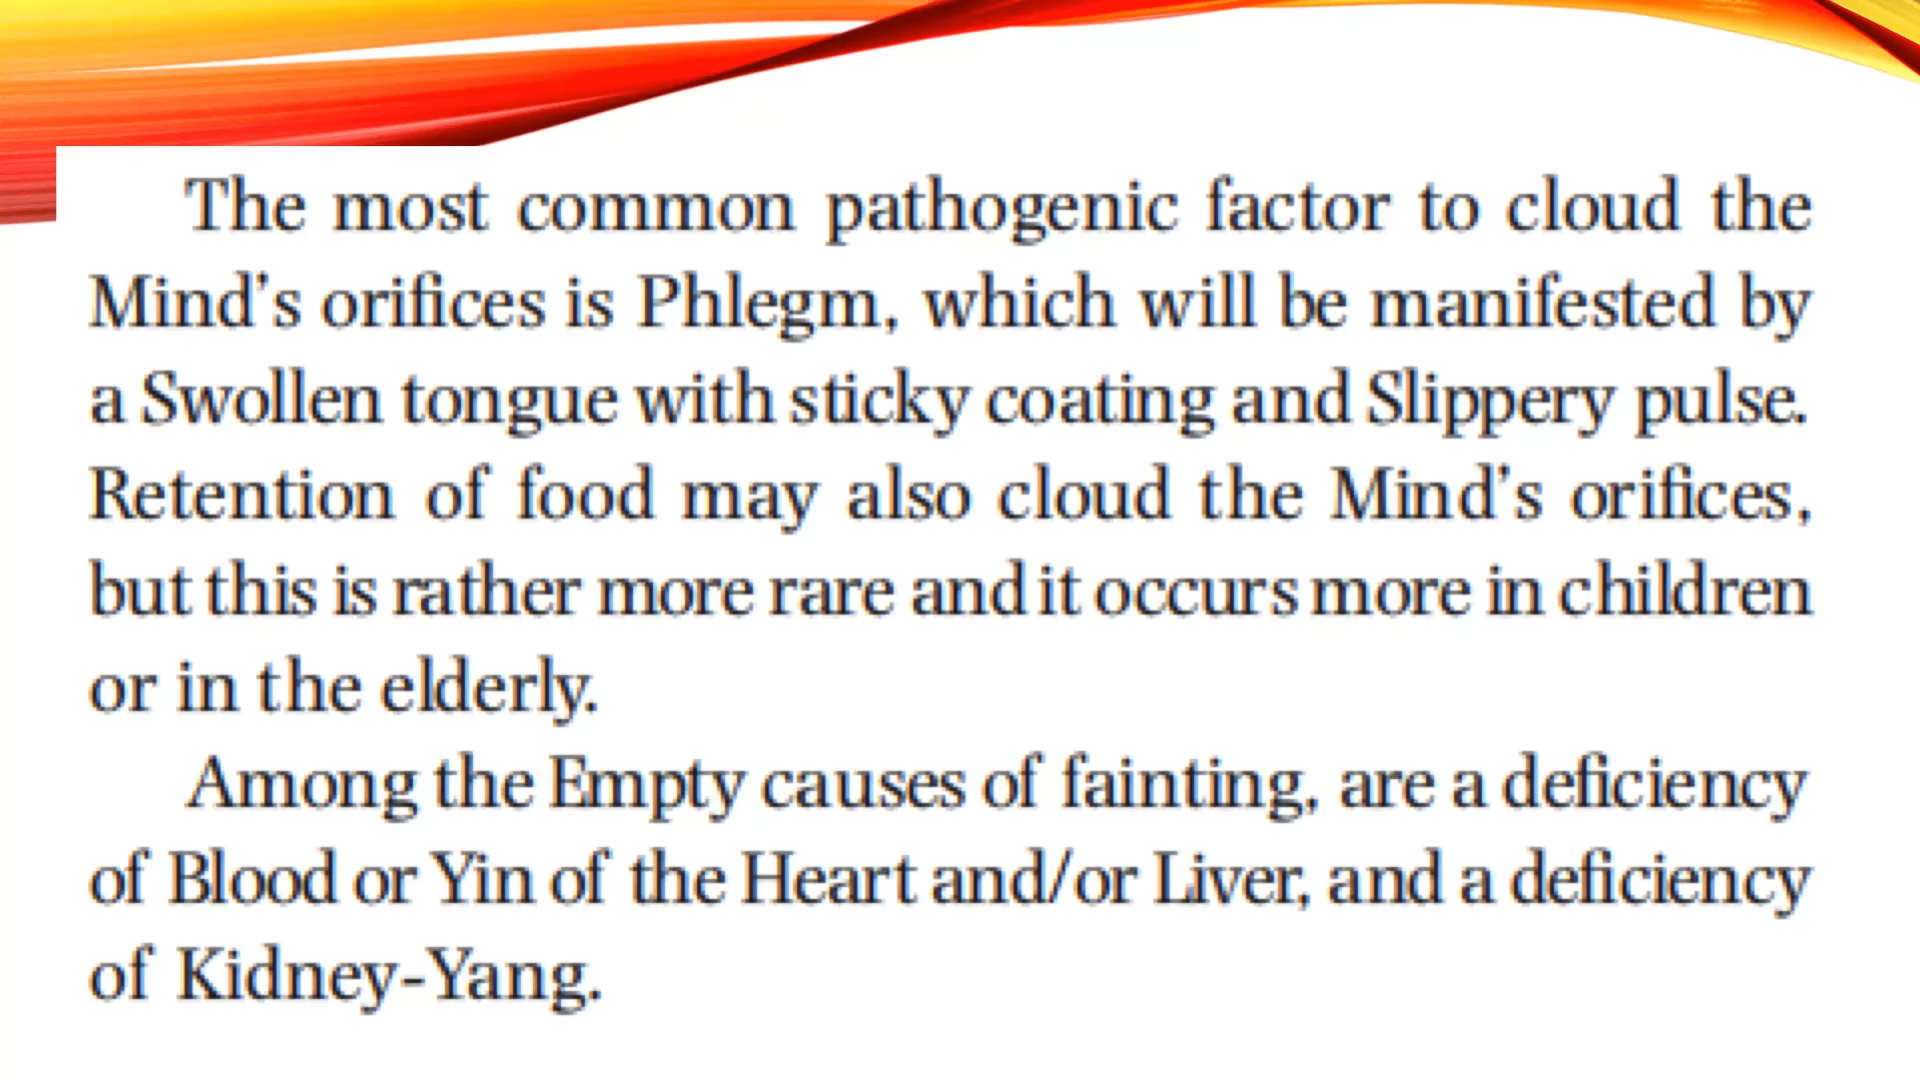 The most common pathogenic factor to cloud the
Mind's orifices is Phlegm, which will be manifested by
a Swollen tongue with sticky coating and Slippery pulse.
Retention of food may also cloud the Mind's orifices,
but this is rather more rare and it occurs more in children
or in the elderly.
Among the Empty causes of fainting, are a deficiency
of Blood or Yin of the Heart and/or Liver, and a deficiency
of Kidney-Yang.